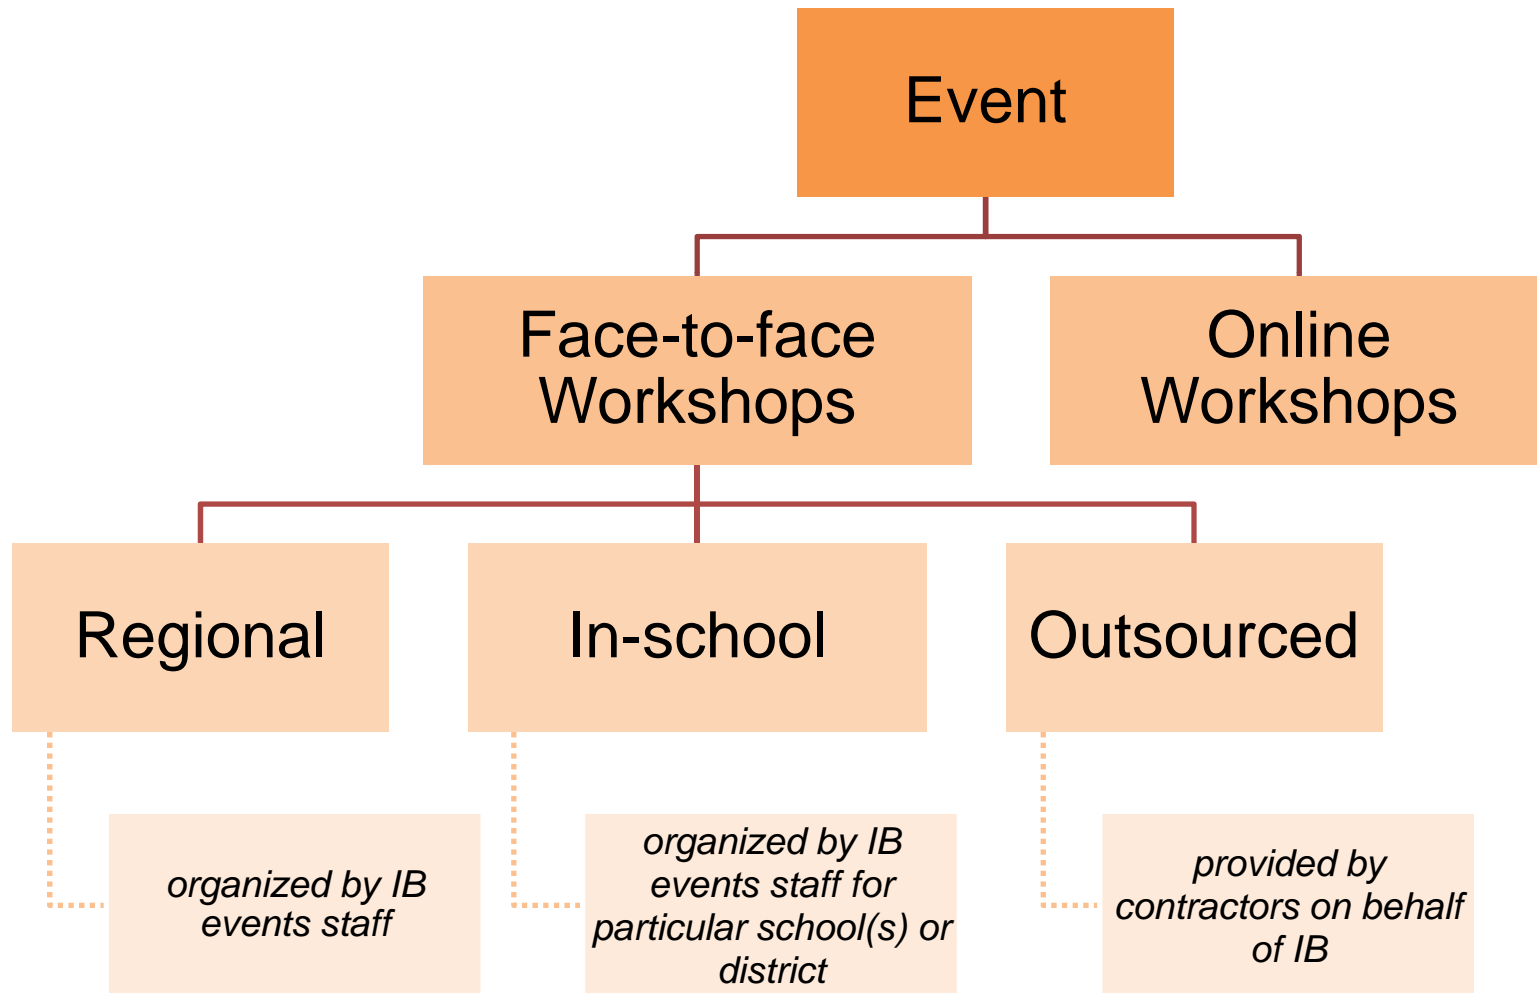 Event
Face-to-face
Workshops
Online
Workshops
Regional
In-school
Outsourced
organized by IB
events staff
organized by IB
events staff for
particular school(s) or
district
provided by
contractors on behalf
of IB